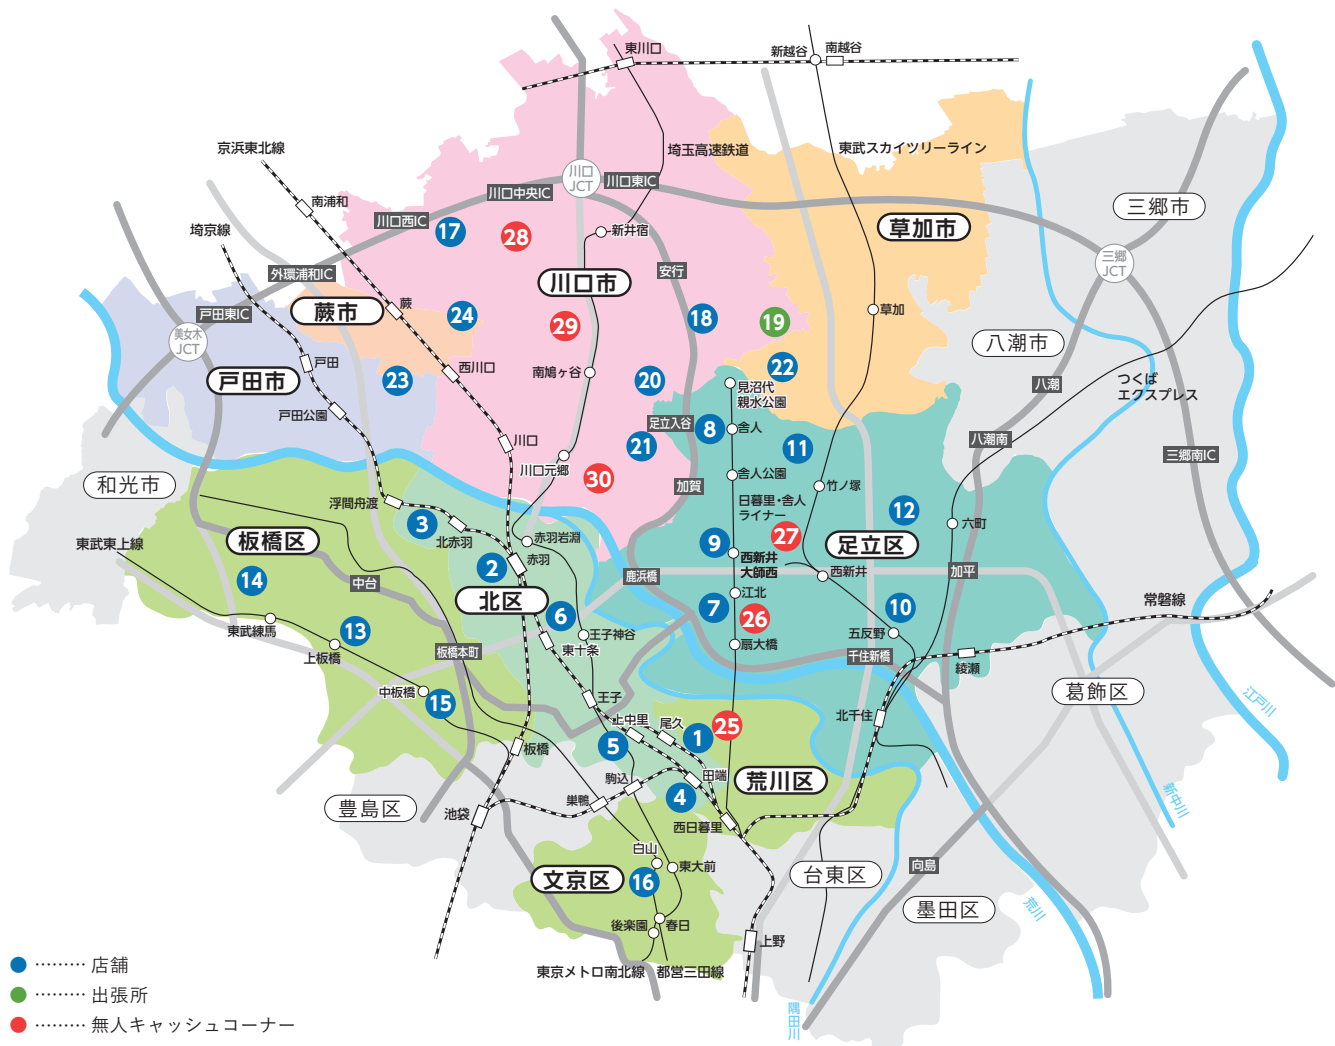 東川口
新越谷
南越谷
京浜東北線
埼玉高速鉄道
東武スカイツリーライン
川口
JCT
川口東IC
川口中央IC
川口西IC
南浦和
埼京線
17
28
新井宿
草加市
三郷市
三郷
JCT
外環浦和IC
安行
川口市
戸田東IC
蕨市
蕨
24
29
18
19
草加
八潮市
美女木
JCT
戸田
西川口
戸田市
23
南鳩ヶ谷
20
22
見沼代
親水公園
八潮
つくば
エクスプレス
戸田公園
川口
足立入谷
8
舎人
21
11
八潮南
三郷南IC
川口元郷
30
舎人公園
和光市
加賀
竹ノ塚
浮間舟渡
日暮里・舎人
ライナー
3
北赤羽
12
六町
27
板橋区
赤羽岩淵
赤羽
9
西新井
大師西
足立区
東武東上線
2
14
中台
鹿浜橋
西新井
加平
北区
江北
常磐線
6
7
26
10
東武練馬
13
王子神谷
五反野
上板橋
東十条
扇大橋
板橋本町
千住新橋
綾瀬
中板橋
15
王子
葛飾区
江戸川
上中里
尾久
1
25
北千住
5
板橋
駒込
田端
荒川区
4
豊島区
池袋
巣鴨
西日暮里
新中川
白山
東大前
文京区
16
台東区
向島
墨田区
荒川
後楽園
春日
上野
東京メトロ南北線
都営三田線
隅田川
………店舗
………出張所
………無人キャッシュコーナー